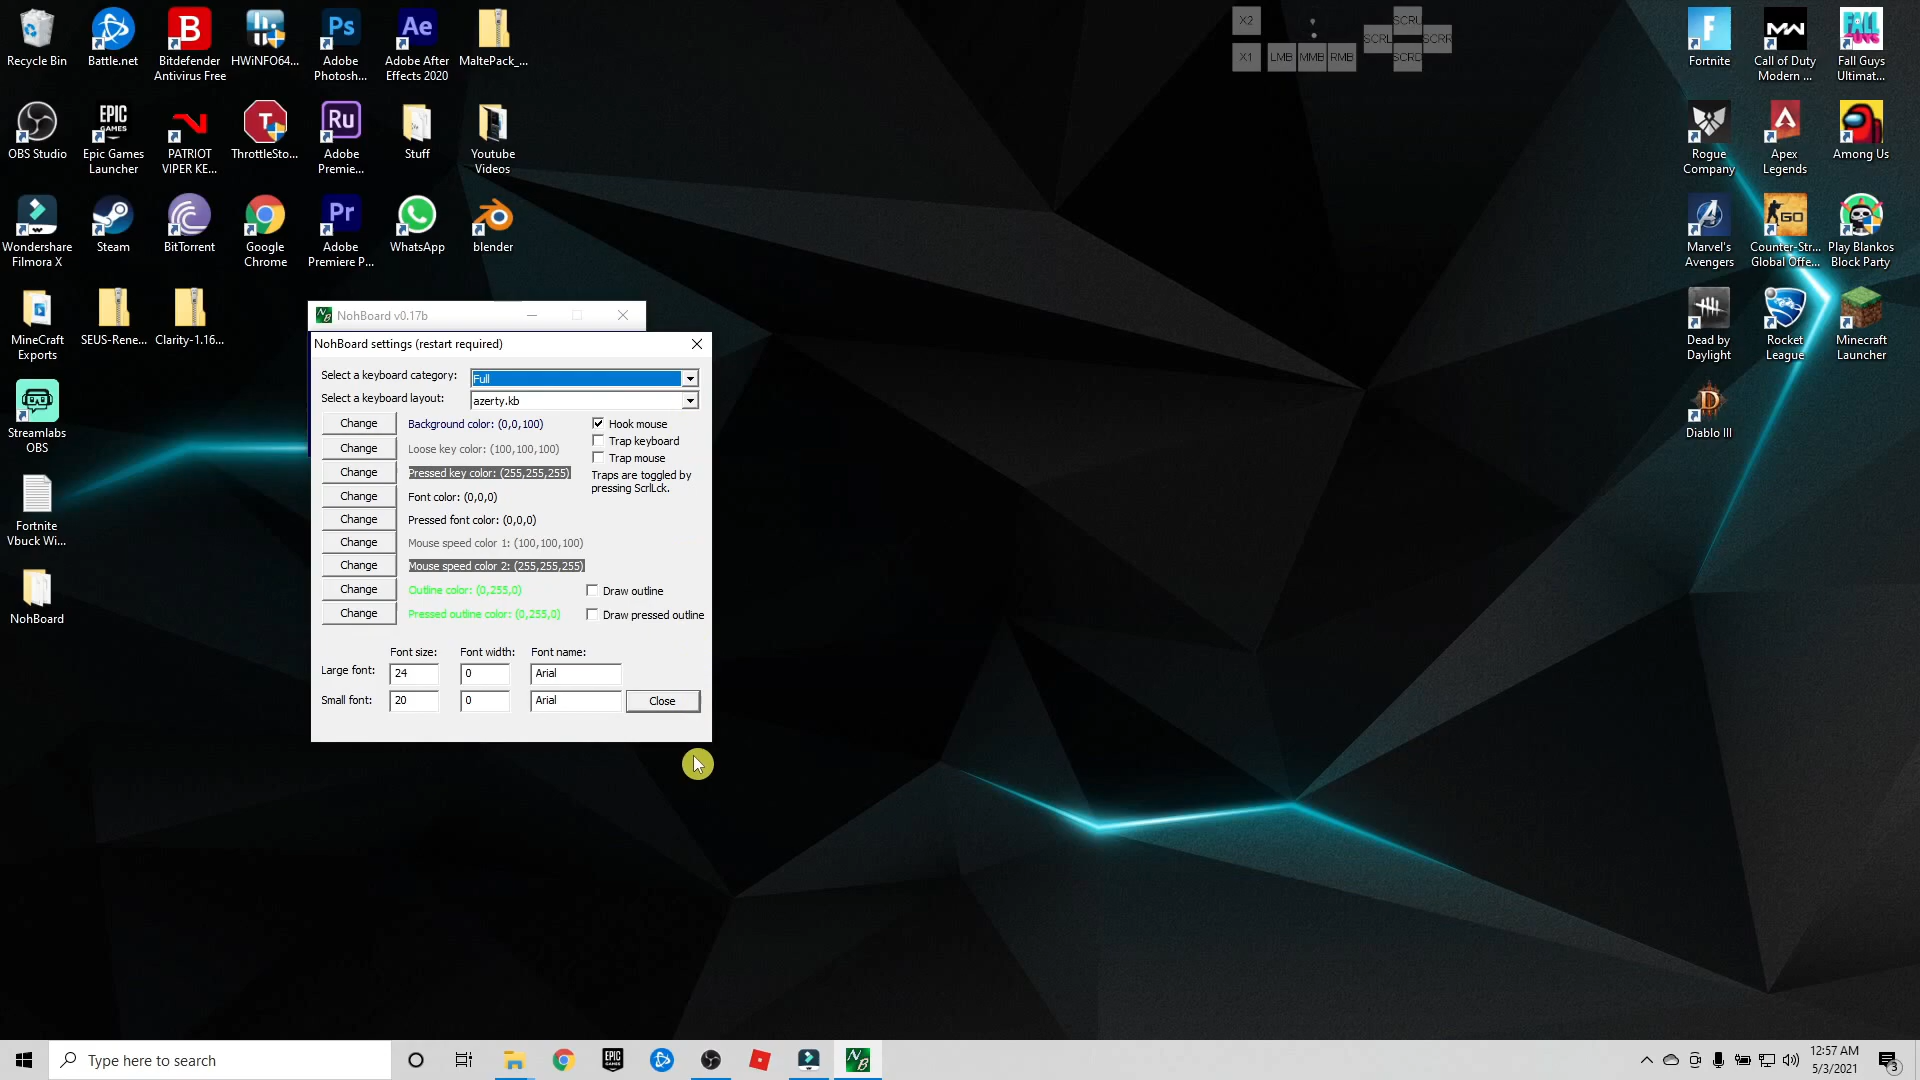 Recycle Bin
Battle.net
Bitdefender
Antivirus Free
HWiNFO64...
Adobe
Photosh...
Adobe After
Effects 2020
MaltePack_...
OBS Studio
Epic Games
Launcher
PATRIOT
VIPER KE...
ThrottleSto...
Adobe
Premie...
Stuff
Youtube
Videos
Wondershare
Filmora X
Steam
BitTorrent
Google
Chrome
Adobe
Premiere P...
WhatsApp
blender
MineCraft
Exports
SEUS-Rene...
Clarity-1.16...
Streamlabs
OBS
Fortnite
Vbuck Wi...
NohBoard
X2
X1
LMB
MMB
RMB
SCRU
SCRL
SCRR
SCRD
Fortnite
Call of Duty
Modern ...
Fall Guys
Ultimat...
Rogue
Company
Apex
Legends
Among Us
Marvel's
Avengers
Counter-Str...
Global Offe...
Play Blankos
Block Party
Dead by
Daylight
Rocket
League
Minecraft
Launcher
Diablo III
NohBoard v0.17b
NohBoard settings (restart required)
Select a keyboard category:
Full
Select a keyboard layout:
azerty.kb
Change
Background color: (0,0,100)
Hook mouse
Change
Loose key color: (100,100,100)
Trap keyboard
Trap mouse
Change
Pressed key color: (255,255,255)
Traps are toggled by
pressing ScrlLck.
Change
Font color: (0,0,0)
Change
Pressed font color: (0,0,0)
Change
Mouse speed color 1: (100,100,100)
Change
Mouse speed color 2: (255,255,255)
Change
Outline color: (0,255,0)
Draw outline
Change
Pressed outline color: (0,255,0)
Draw pressed outline
Font size:
Font width:
Font name:
Large font:
24
0
Arial
Small font:
20
0
Arial
Close
Type here to search
12:57 AM
5/3/2021
3